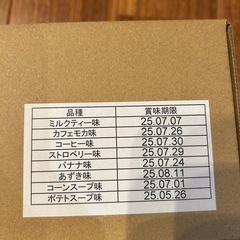 品種 賞味期限
ミルクティー味 25.07.07
カフェモカ味 25.07.26
コーヒー味 25.07.30
ストロベリー味 25.07.29
バナナ味 25.07.24
あずき味 25.08.11
コーンスープ味 25.07.01
ポテトスープ味 25.05.26